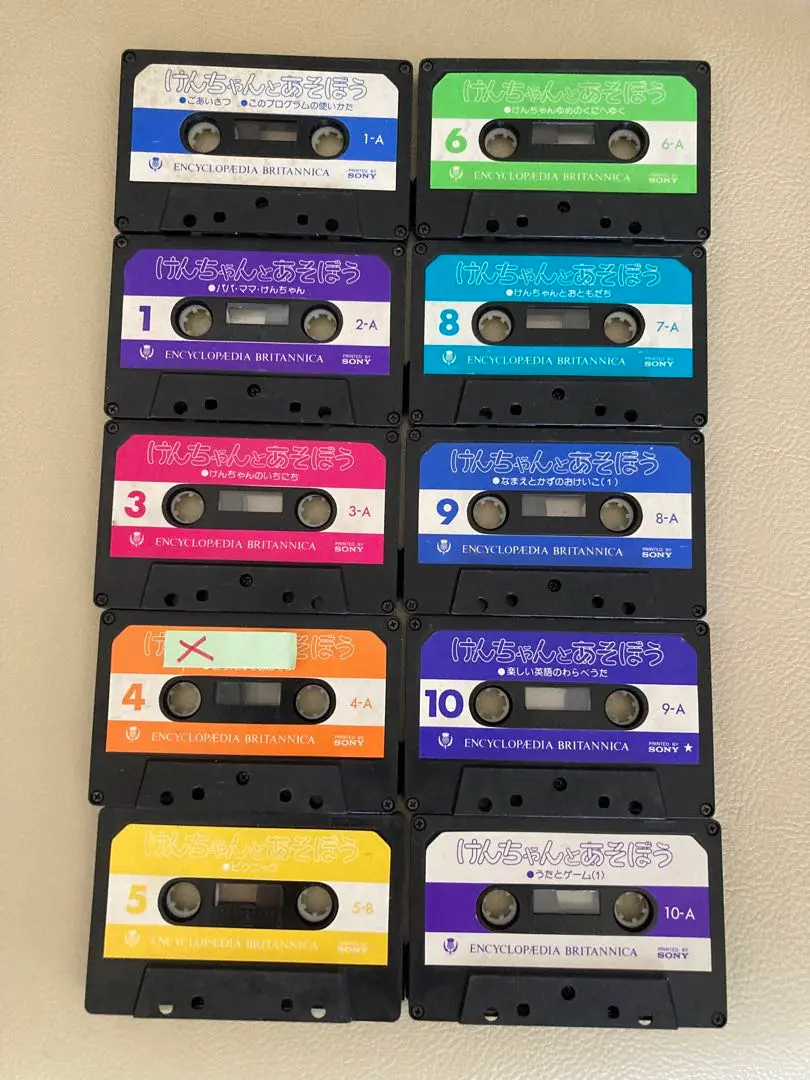 けんちゃんとあそぼう
●ごあいさつ ●このプログラムの使いかた
1-A
ENCYCLOPÆDIA BRITANNICA
PRINTED BY
SONY
けんちゃんとあそぼう
●パパ・ママ・けんちゃん
1
2-A
ENCYCLOPÆDIA BRITANNICA
PRINTED BY
SONY
けんちゃんとあそぼう
●けんちゃんのいちにち
3
3-A
ENCYCLOPÆDIA BRITANNICA
PRINTED BY
SONY
け
そぼう
4
4-A
ENCYCLOPÆDIA BRITANNICA
PRINTED BY
SONY
けんちゃんとあそぼう
●ピクニック
5
5-B
ENCYCLOPÆDIA BRITANNICA
PRINTED BY
SONY
けんちゃんとあそぼう
●けんちゃんゆめのくにへゆく
6
6-A
ENCYCLOPÆDIA BRITANNICA
PRINTED BY
SONY
けんちゃんとあそぼう
●けんちゃんとおともだち
8
7-A
ENCYCLOPÆDIA BRITANNICA
PRINTED BY
SONY
けんちゃんとあそぼう
●なまえとかずのおけいこ(1)
9
8-A
ENCYCLOPÆDIA BRITANNICA
PRINTED BY
SONY
けんちゃんとあそぼう
●楽しい英語のわらべうた
10
9-A
ENCYCLOPÆDIA BRITANNICA
PRINTED BY
SONY ★
けんちゃんとあそぼう
●うたとゲーム(1)
10-A
ENCYCLOPÆDIA BRITANNICA
PRINTED BY
SONY